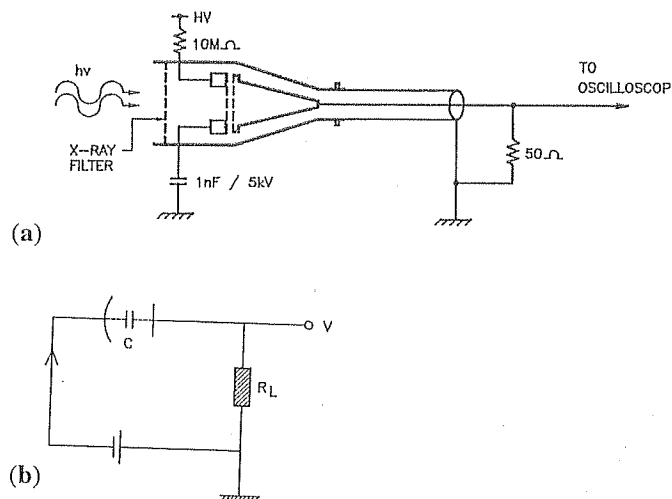 HV
10MΩ
hν
TO
OSCILLOSCOP
X-RAY
FILTER
50Ω
1nF / 5kV
(a)
C
V
R_L
(b)